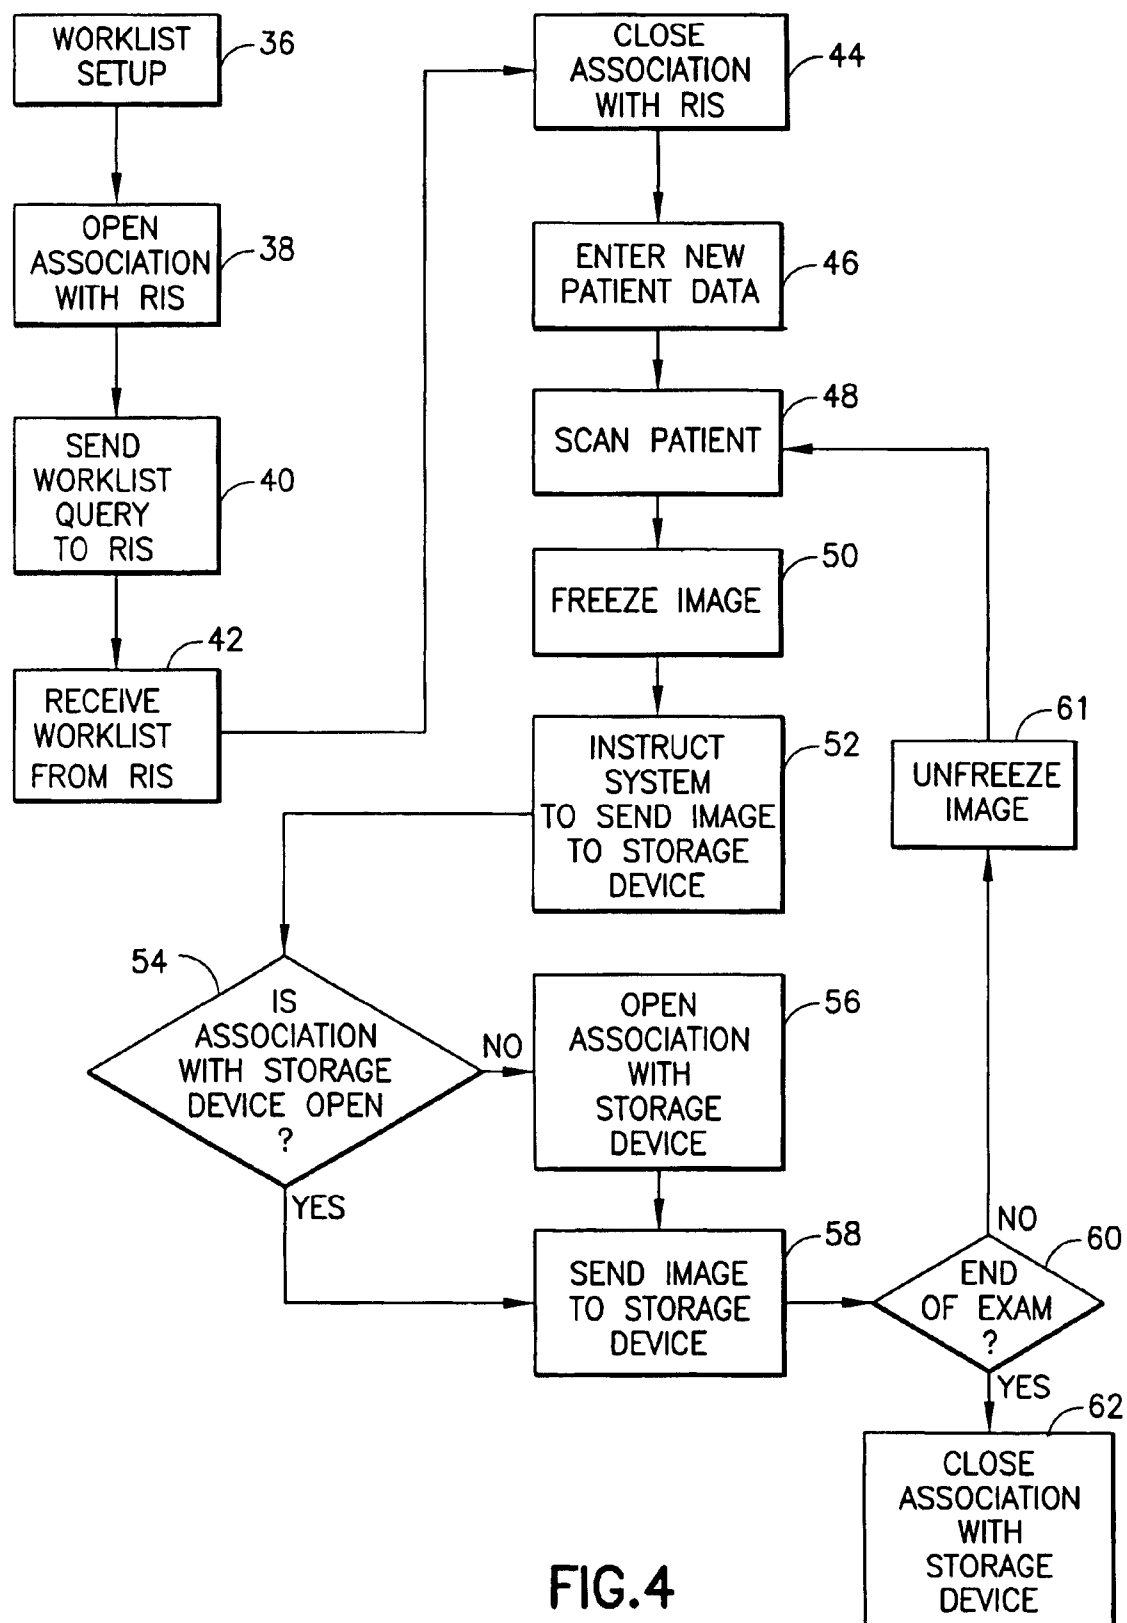 WORKLIST
SETUP
36
OPEN
ASSOCIATION
WITH RIS
38
SEND
WORKLIST
QUERY
TO RIS
40
42
RECEIVE
WORKLIST
FROM RIS
CLOSE
ASSOCIATION
WITH RIS
44
ENTER NEW
PATIENT DATA
46
SCAN PATIENT
48
FREEZE IMAGE
50
INSTRUCT
SYSTEM
TO SEND IMAGE
TO STORAGE
DEVICE
52
54
IS
ASSOCIATION
WITH STORAGE
DEVICE OPEN
?
NO
YES
OPEN
ASSOCIATION
WITH
STORAGE
DEVICE
56
SEND IMAGE
TO STORAGE
DEVICE
58
61
UNFREEZE
IMAGE
NO
60
END
OF EXAM
?
YES
62
CLOSE
ASSOCIATION
WITH
STORAGE
DEVICE
FIG.4